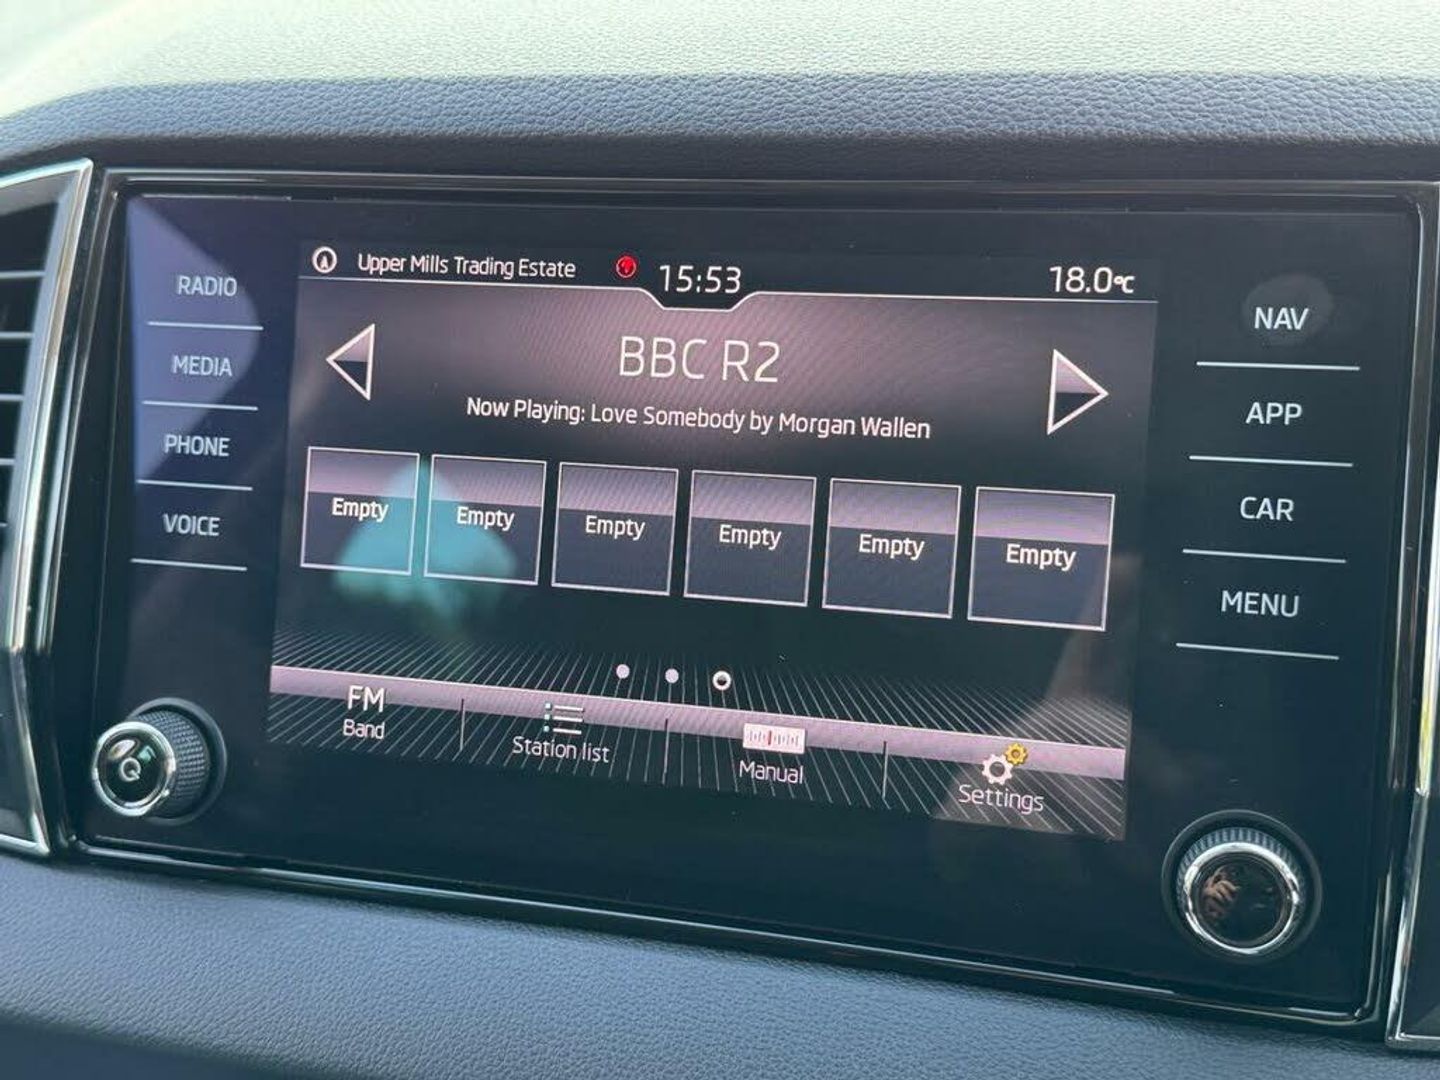 Upper Mills Trading Estate 15:53 18.0°C
RADIO
MEDIA
PHONE
VOICE
BBC R2
Now Playing: Love Somebody by Morgan Wallen
Empty Empty Empty Empty Empty Empty
FM
Band
Station list
Manual
Settings
NAV
APP
CAR
MENU